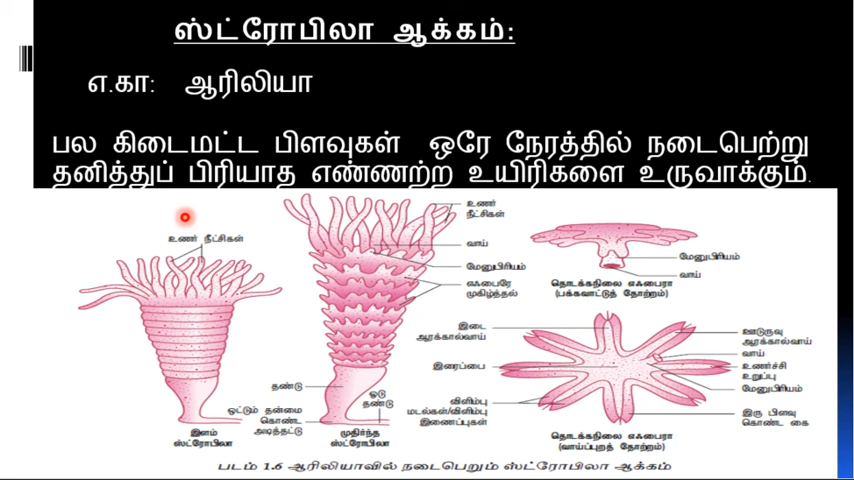 ஸ்ட்ரோபிலா ஆக்கம்:
எ.கா: ஆரிலியா
பல கிடைமட்ட பிளவுகள் ஒரே நேரத்தில் நடைபெற்று
தனித்துப் பிரியாத எண்ணற்ற உயிரிகளை உருவாக்கும்.
உணர் நீட்சிகள்
ஒட்டும் தன்மை
கொண்ட
அடித்தட்டு
இளம்
ஸ்ட்ரோபிலா
உணர்
நீட்சிகள்
வாய்
மேனுபிரியம்
எஃபைரே
முகிழ்த்தல்
தண்டு
ஓடு
தண்டு
முதிர்ந்த
ஸ்ட்ரோபிலா
மேனுபிரியம்
வாய்
தொடக்கநிலை எஃபைரா
(பக்கவாட்டுத் தோற்றம்)
இடை
ஆரக்கால்வாய்
இரைப்பை
விளிம்பு
மடல்கள்/விளிம்பு
இணைப்புகள்
ஊடுருவு
ஆரக்கால்வாய்
வாய்
உணர்ச்சி
உறுப்பு
மேனுபிரியம்
இரு பிளவு
கொண்ட கை
தொடக்கநிலை எஃபைரா
(வாய்ப்புறத் தோற்றம்)
படம் 1.6 ஆரிலியாவில் நடைபெறும் ஸ்ட்ரோபிலா ஆக்கம்